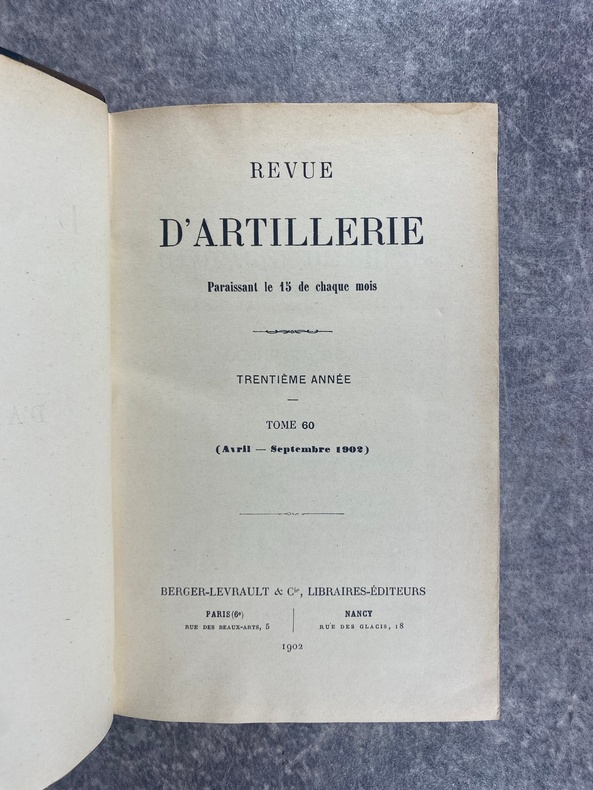 REVUE
D'ARTILLERIE
Paraissant le 15 de chaque mois
TRENTIÈME ANNÉE
TOME 60
(Avril — Septembre 1902)
BERGER-LEVRAULT & Cie, LIBRAIRES-ÉDITEURS
PARIS (6e)
RUE DES BEAUX-ARTS, 5
NANCY
RUE DES GLACIS, 18
1902